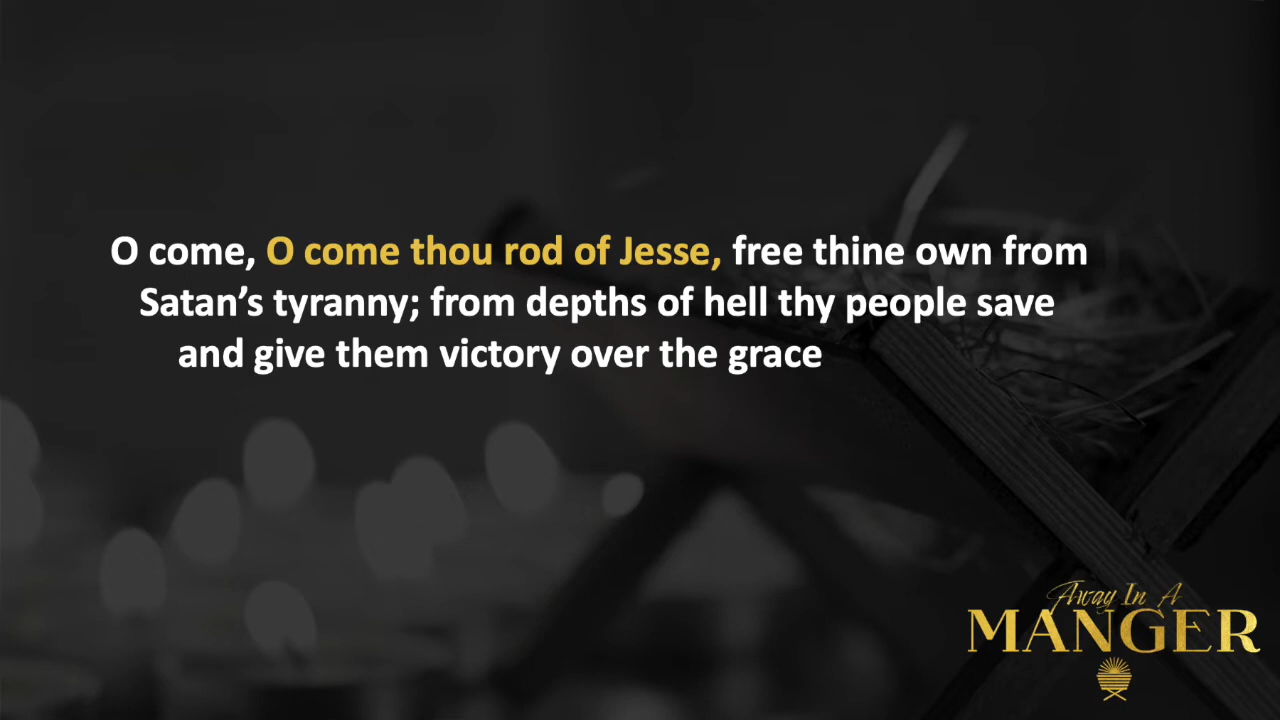 O come, O come thou rod of Jesse, free thine own from
Satan’s tyranny; from depths of hell thy people save
and give them victory over the grace
Away In A
MANGER